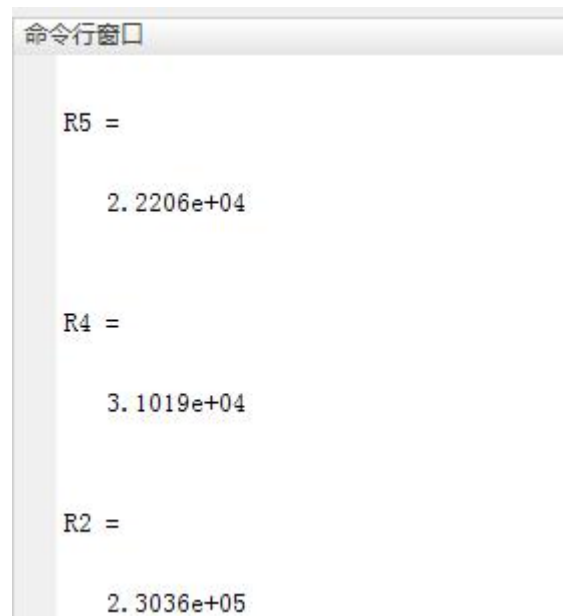 命令行窗口
R5 =
2.2206e+04
R4 =
3.1019e+04
R2 =
2.3036e+05